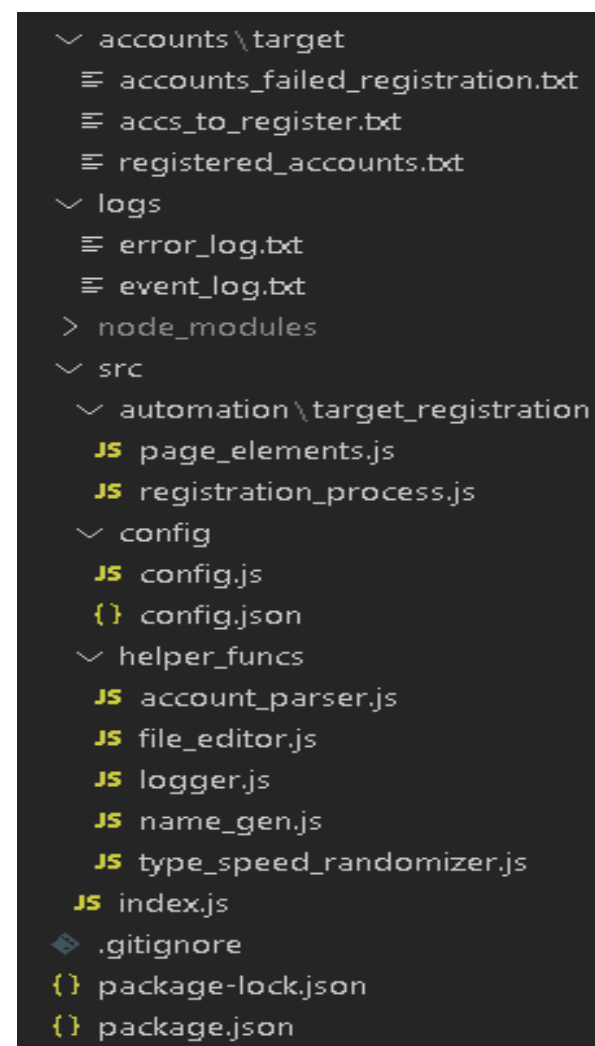 accounts\target
accounts_failed_registration.txt
accs_to_register.txt
registered_accounts.txt
logs
error_log.txt
event_log.txt
node_modules
src
automation\target_registration
JS page_elements.js
JS registration_process.js
config
JS config.js
{} config.json
helper_funcs
JS account_parser.js
JS file_editor.js
JS logger.js
JS name_gen.js
JS type_speed_randomizer.js
JS index.js
.gitignore
{} package-lock.json
{} package.json